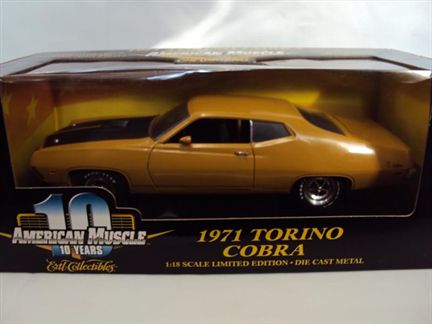 AMERICAN MUSCLE
10
AMERICAN MUSCLE
10 YEARS
Ertl Collectibles
1971 TORINO
COBRA
1:18 SCALE LIMITED EDITION • DIE CAST METAL